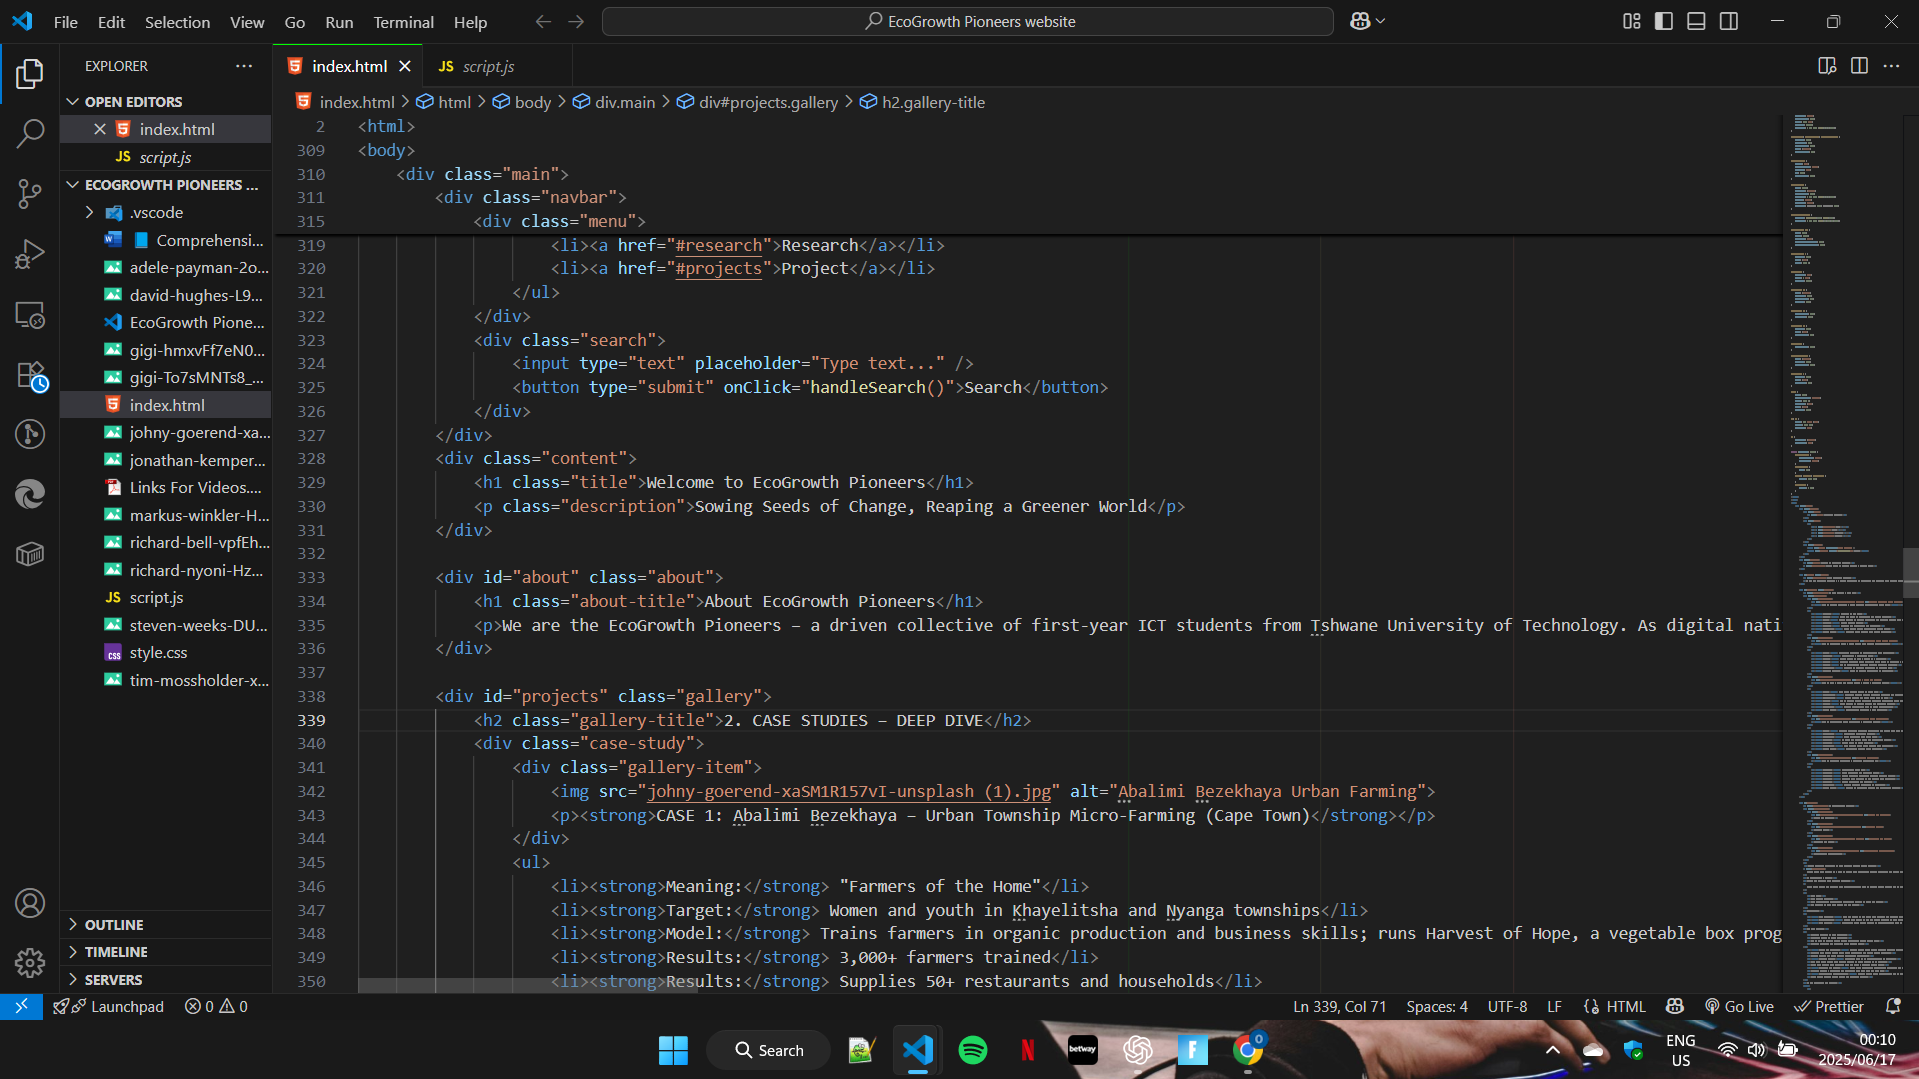 File Edit Selection View Go Run Terminal Help
EcoGrowth Pioneers website
EXPLORER
OPEN EDITORS
index.html
JS script.js
ECOGROWTH PIONEERS ...
.vscode
Comprehensi...
adele-payman-2o...
david-hughes-L9...
EcoGrowth Pione...
gigi-hmxvFf7eN0...
gigi-To7sMNTs8_...
index.html
johny-goerend-xa...
jonathan-kemper...
Links For Videos....
markus-winkler-H...
richard-bell-vpfEh...
richard-nyoni-Hz...
JS script.js
steven-weeks-DU...
style.css
tim-mossholder-x...
OUTLINE
TIMELINE
SERVERS
index.html
JS script.js
index.html > html > body > div.main > div#projects.gallery > h2.gallery-title
2 <html>
309 <body>
310 <div class="main">
311 <div class="navbar">
315 <div class="menu">
319 <li><a href="#research">Research</a></li>
320 <li><a href="#projects">Project</a></li>
321 </ul>
322 </div>
323 <div class="search">
324 <input type="text" placeholder="Type text..." />
325 <button type="submit" onClick="handleSearch()">Search</button>
326 </div>
327 </div>
328 <div class="content">
329 <h1 class="title">Welcome to EcoGrowth Pioneers</h1>
330 <p class="description">Sowing Seeds of Change, Reaping a Greener World</p>
331 </div>
332
333 <div id="about" class="about">
334 <h1 class="about-title">About EcoGrowth Pioneers</h1>
335 <p>We are the EcoGrowth Pioneers – a driven collective of first-year ICT students from Tshwane University of Technology. As digital nati
336 </div>
337
338 <div id="projects" class="gallery">
339 <h2 class="gallery-title">2. CASE STUDIES – DEEP DIVE</h2>
340 <div class="case-study">
341 <div class="gallery-item">
342 <img src="johny-goerend-xaSM1R157vI-unsplash (1).jpg" alt="Abalimi Bezekhaya Urban Farming">
343 <p><strong>CASE 1: Abalimi Bezekhaya – Urban Township Micro-Farming (Cape Town)</strong></p>
344 </div>
345 <ul>
346 <li><strong>Meaning:</strong> "Farmers of the Home"</li>
347 <li><strong>Target:</strong> Women and youth in Khayelitsha and Nyanga townships</li>
348 <li><strong>Model:</strong> Trains farmers in organic production and business skills; runs Harvest of Hope, a vegetable box prog
349 <li><strong>Results:</strong> 3,000+ farmers trained</li>
350 <li><strong>Results:</strong> Supplies 50+ restaurants and households</li>
Launchpad 0 0 Ln 339, Col 71 Spaces: 4 UTF-8 LF {} HTML Go Live Prettier
Search
betway
0
ENG
US
00:10
2025/06/17